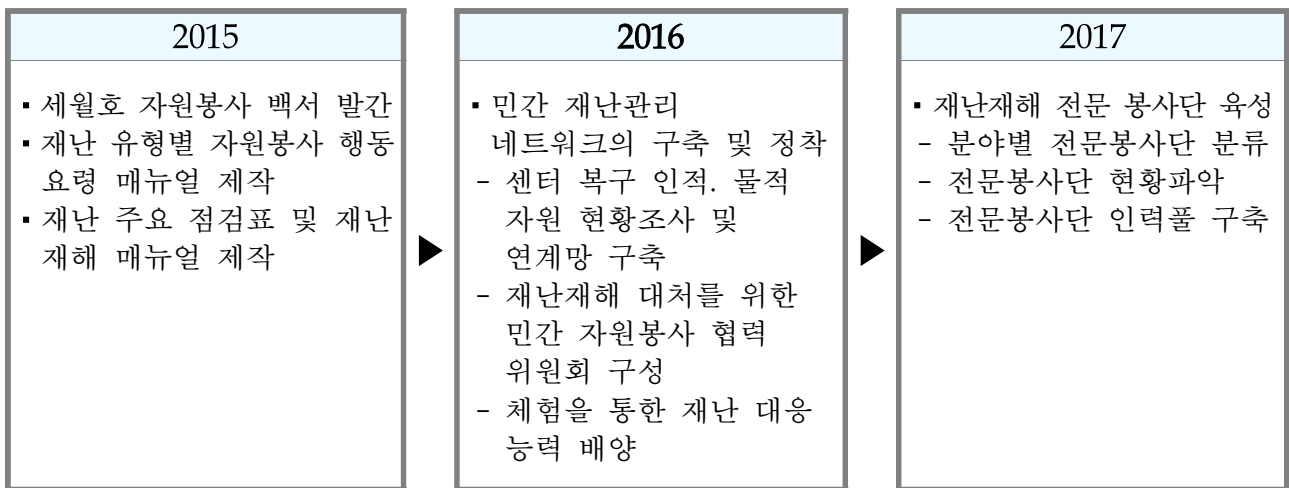 2015
▪ 세월호 자원봉사 백서 발간
▪ 재난 유형별 자원봉사 행동
요령 매뉴얼 제작
▪ 재난 주요 점검표 및 재난
재해 매뉴얼 제작
▶
2016
▪ 민간 재난관리
네트워크의 구축 및 정착
- 센터 복구 인적. 물적
자원 현황조사 및
연계망 구축
- 재난재해 대처를 위한
민간 자원봉사 협력
위원회 구성
- 체험을 통한 재난 대응
능력 배양
▶
2017
▪ 재난재해 전문 봉사단 육성
- 분야별 전문봉사단 분류
- 전문봉사단 현황파악
- 전문봉사단 인력풀 구축